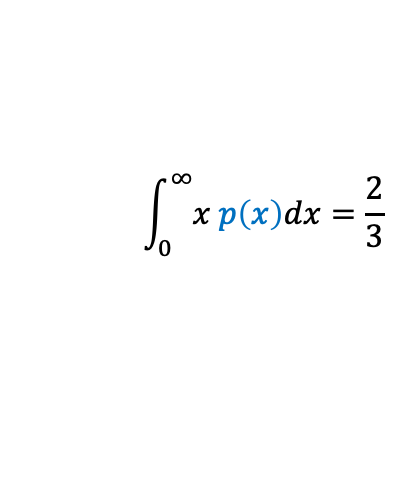 ∫₀^∞ x p(x)dx = 2/3